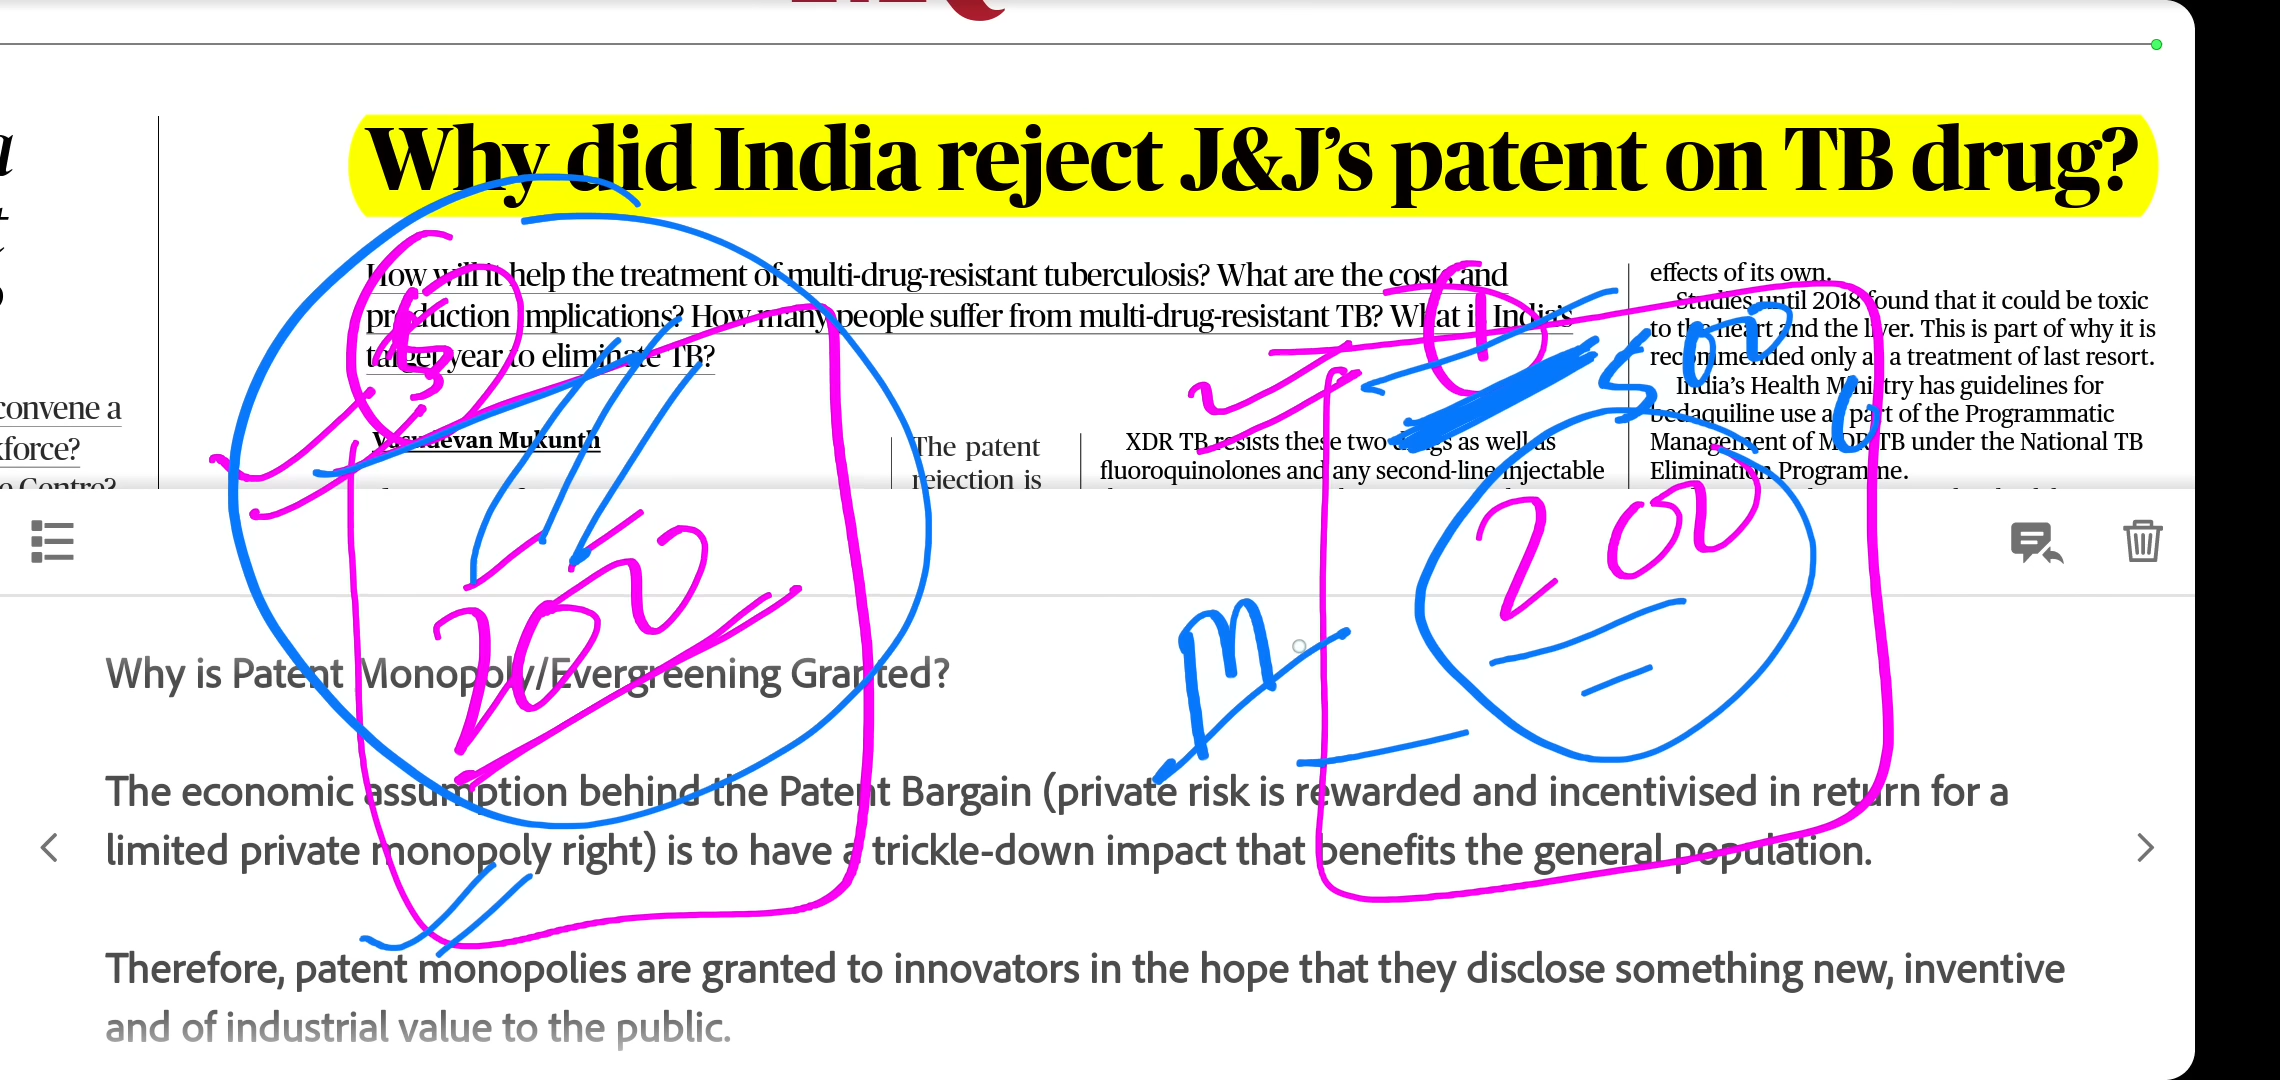 Why did India reject J&J's patent on TB drug?
How will it help the treatment of multi-drug-resistant tuberculosis? What are the costs and
production implications? How many people suffer from multi-drug-resistant TB? What is India's
target year to eliminate TB?
convene a
kforce?
o Centre?
Vasudevan Mukunth
The patent
rejection is
XDR TB resists these two drugs as well as
fluoroquinolones and any second-line injectable
effects of its own.
Studies until 2018 found that it could be toxic
to the heart and the liver. This is part of why it is
recommended only as a treatment of last resort.
India's Health Ministry has guidelines for
bedaquiline use as part of the Programmatic
Management of MDR TB under the National TB
Elimination Programme.
5
200
1
500
200
m
Why is Patent Monopoly/Evergreening Granted?
The economic assumption behind the Patent Bargain (private risk is rewarded and incentivised in return for a
limited private monopoly right) is to have a trickle-down impact that benefits the general population.
Therefore, patent monopolies are granted to innovators in the hope that they disclose something new, inventive
and of industrial value to the public.